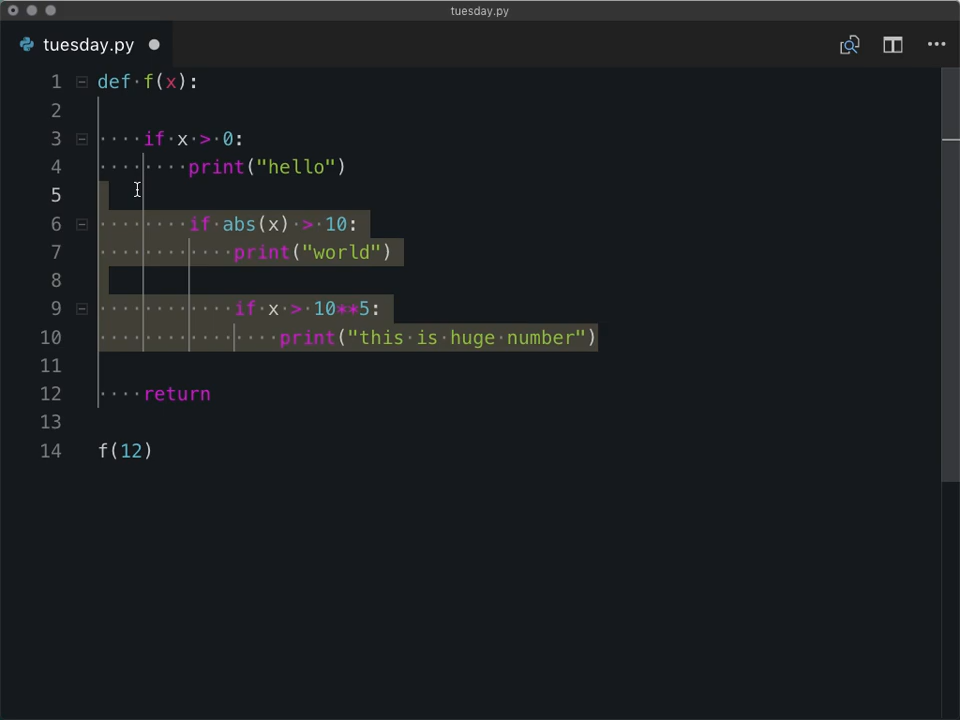 tuesday.py
tuesday.py
1 def f(x):
2
3     if x > 0:
4         print("hello")
5
6         if abs(x) > 10:
7             print("world")
8
9             if x > 10**5:
10                 print("this is huge number")
11
12     return
13
14 f(12)